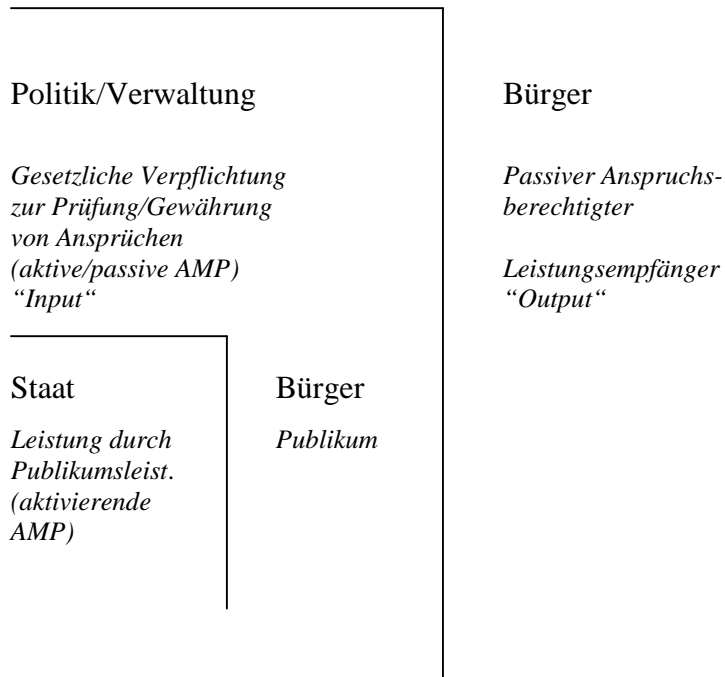 Politik/Verwaltung
Gesetzliche Verpflichtung
zur Prüfung/Gewährung
von Ansprüchen
(aktive/passive AMP)
“Input“
Bürger
Passiver Anspruchs-
berechtigter
Leistungsempfänger
“Output“
Staat
Leistung durch
Publikumsleist.
(aktivierende
AMP)
Bürger
Publikum